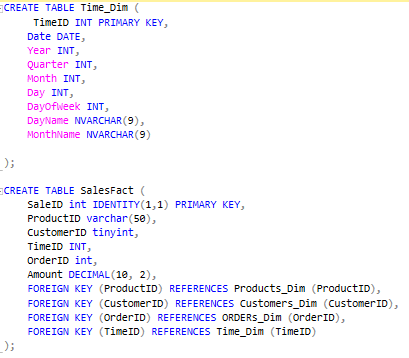 CREATE TABLE Time_Dim (
TimeID INT PRIMARY KEY,
Date DATE,
Year INT,
Quarter INT,
Month INT,
Day INT,
DayOfWeek INT,
DayName NVARCHAR(9),
MonthName NVARCHAR(9)
);
CREATE TABLE SalesFact (
SaleID int IDENTITY(1,1) PRIMARY KEY,
ProductID varchar(50),
CustomerID tinyint,
TimeID INT,
OrderID int,
Amount DECIMAL(10, 2),
FOREIGN KEY (ProductID) REFERENCES Products_Dim (ProductID),
FOREIGN KEY (CustomerID) REFERENCES Customers_Dim (CustomerID),
FOREIGN KEY (OrderID) REFERENCES ORDERs_Dim (OrderID),
FOREIGN KEY (TimeID) REFERENCES Time_Dim (TimeID)
);